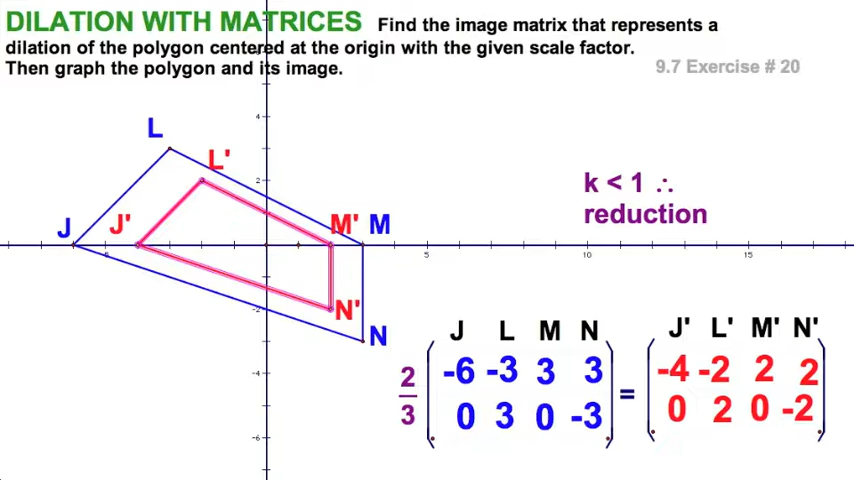 DILATION WITH MATRICES Find the image matrix that represents a
dilation of the polygon centered at the origin with the given scale factor.
Then graph the polygon and its image.
9.7 Exercise # 20
4
L
L'
2
k < 1 ∴
reduction
J
J'
M' M
-5
5
10
15
-2
N'
N
-4
-6
J L M N
J' L' M' N'
2/3 ( -6 -3 3 3 = ( -4 -2 2 2
0 3 0 -3 ) 0 2 0 -2 )